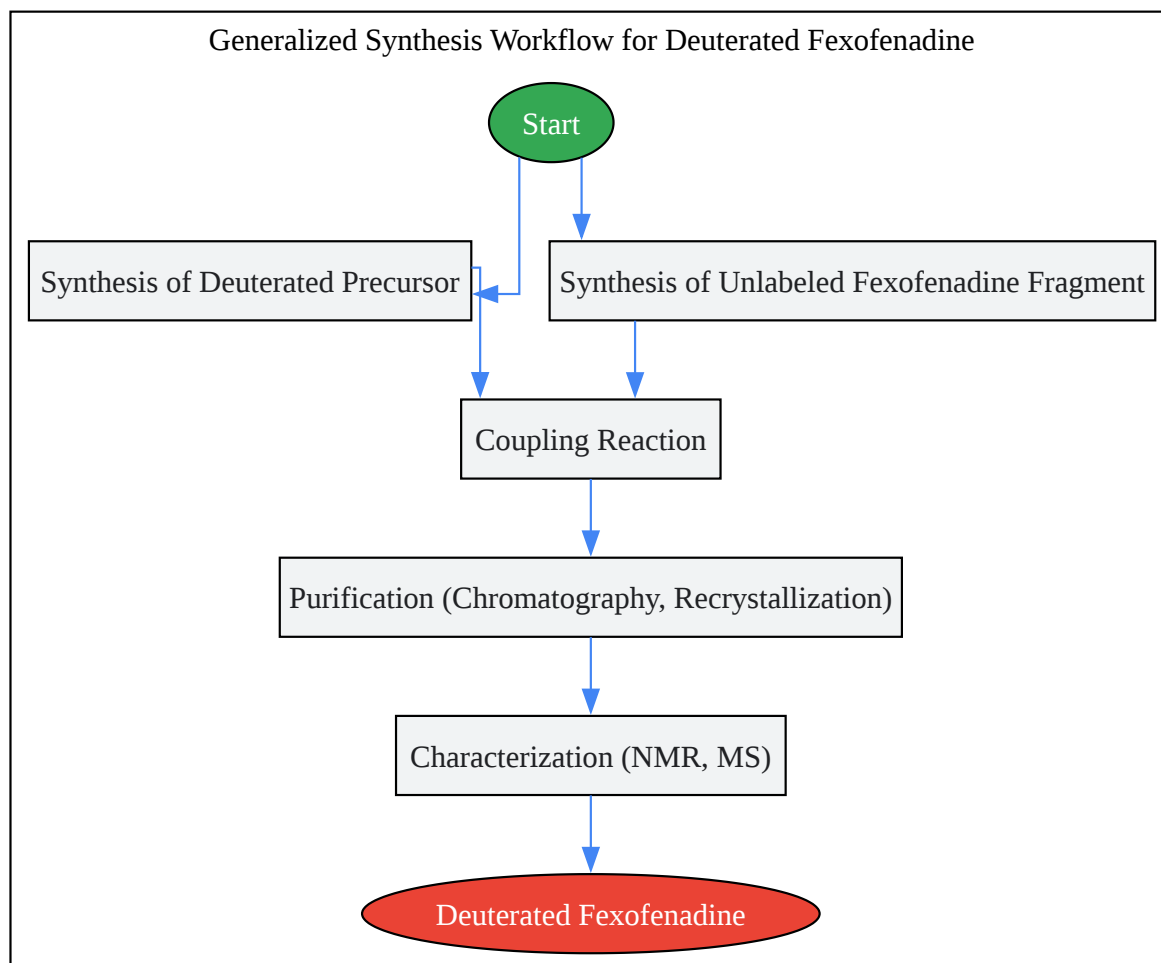 Generalized Synthesis Workflow for Deuterated Fexofenadine
Start
Synthesis of Deuterated Precursor
Synthesis of Unlabeled Fexofenadine Fragment
Coupling Reaction
Purification (Chromatography, Recrystallization)
Characterization (NMR, MS)
Deuterated Fexofenadine